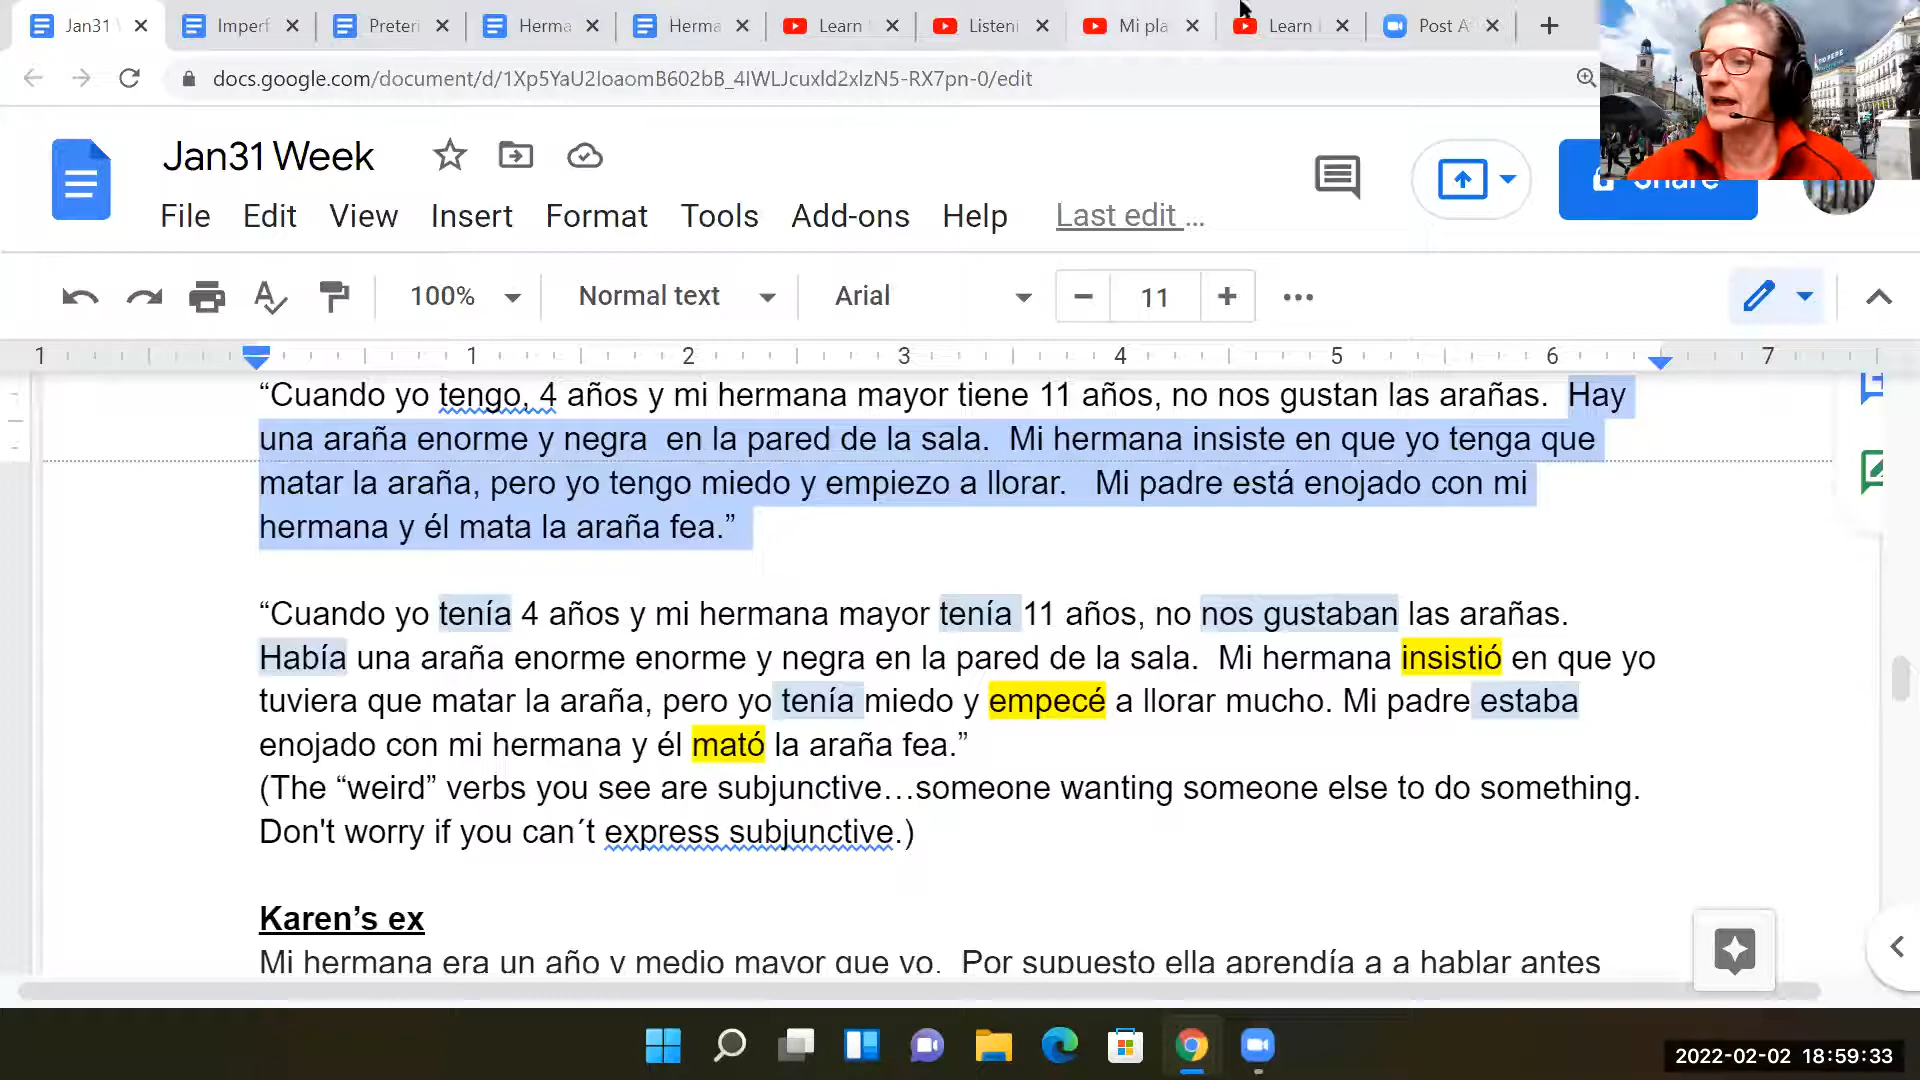 Jan31
Imperf
Preteri
Herma
Herma
Learn
Listeni
Mi pla
Learn
Post A
docs.google.com/document/d/1Xp5YaU2IoaomB602bB_4IWLJcuxld2xlzN5-RX7pn-0/edit
Jan31 Week
File Edit View Insert Format Tools Add-ons Help Last edit ...
Share
100% Normal text Arial 11
1 1 2 3 4 5 6 7
“Cuando yo tengo, 4 años y mi hermana mayor tiene 11 años, no nos gustan las arañas. Hay
una araña enorme y negra en la pared de la sala. Mi hermana insiste en que yo tenga que
matar la araña, pero yo tengo miedo y empiezo a llorar. Mi padre está enojado con mi
hermana y él mata la araña fea.”
“Cuando yo tenía 4 años y mi hermana mayor tenía 11 años, no nos gustaban las arañas.
Había una araña enorme enorme y negra en la pared de la sala. Mi hermana insistió en que yo
tuviera que matar la araña, pero yo tenía miedo y empecé a llorar mucho. Mi padre estaba
enojado con mi hermana y él mató la araña fea.”
(The “weird” verbs you see are subjunctive…someone wanting someone else to do something.
Don't worry if you can´t express subjunctive.)
Karen’s ex
Mi hermana era un año y medio mayor que yo. Por supuesto ella aprendía a a hablar antes
2022-02-02 18:59:33